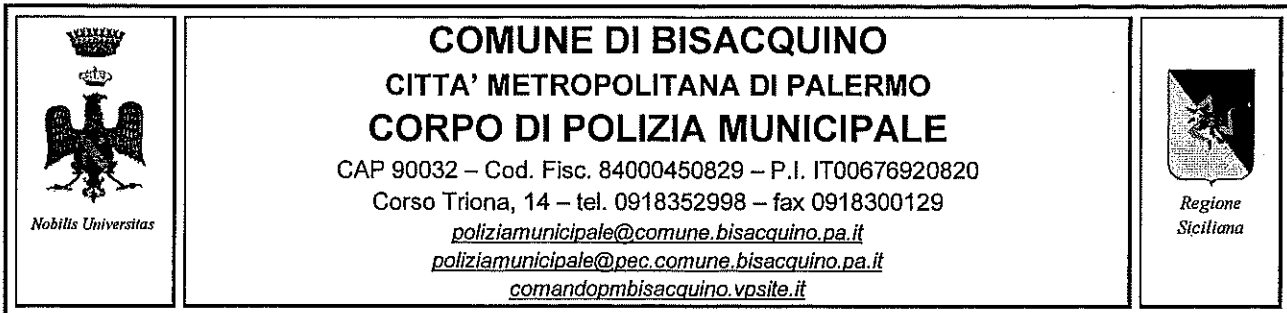 COMUNE DI BISACQUINO
CITTA' METROPOLITANA DI PALERMO
CORPO DI POLIZIA MUNICIPALE
CAP 90032 – Cod. Fisc. 84000450829 – P.I. IT00676920820
Corso Triona, 14 – tel. 0918352998 – fax 0918300129
poliziamunicipale@comune.bisacquino.pa.it
poliziamunicipale@pec.comune.bisacquino.pa.it
comandopmbisacquino.vpsite.it
Nobilis Universitas
Regione
Siciliana